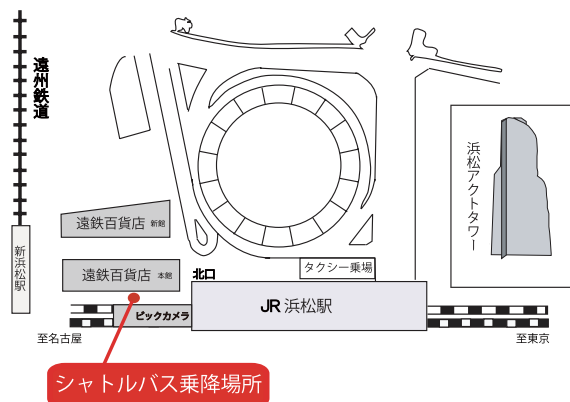 遠州鉄道
浜松アクトタワー
遠鉄百貨店 新館
新浜松駅
遠鉄百貨店 本館
北口
タクシー乗場
JR 浜松駅
ビックカメラ
至名古屋
至東京
シャトルバス乗降場所